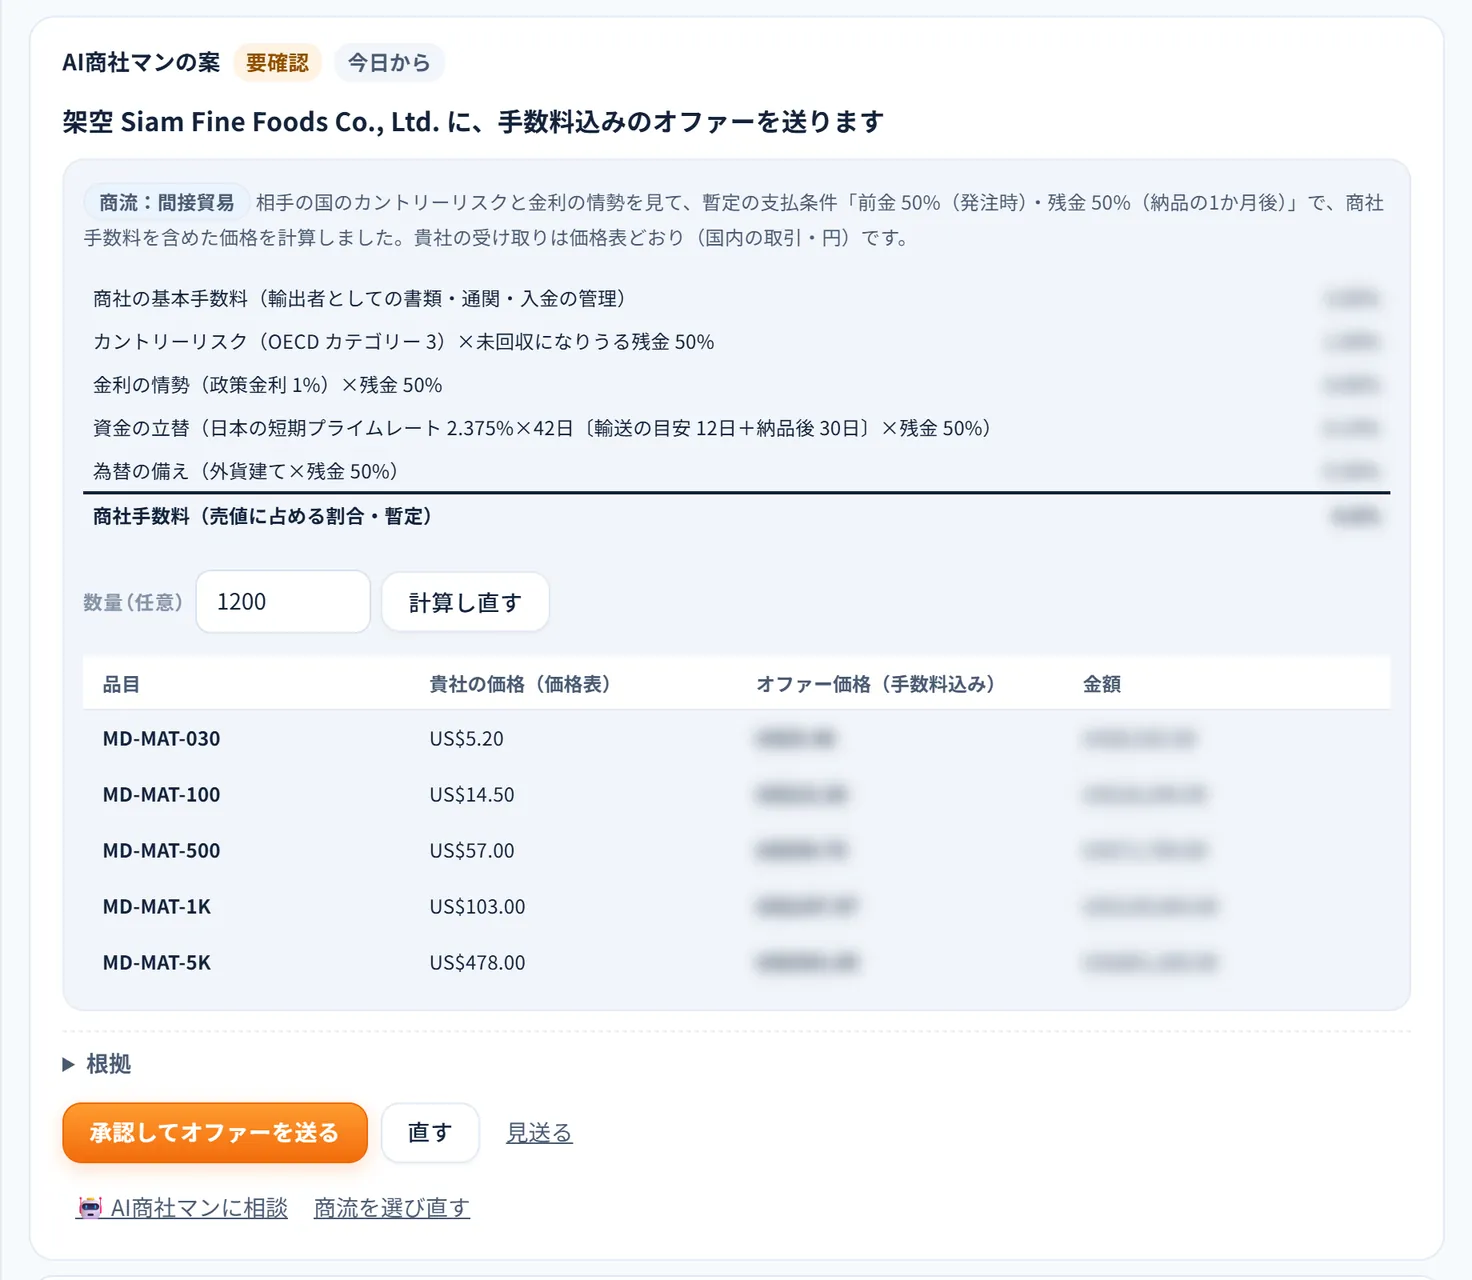 AI商社マンの案 要確認 今日から
架空 Siam Fine Foods Co., Ltd. に、手数料込みのオファーを送ります
商流：間接貿易 相手の国のカントリーリスクと金利の情勢を見て、暫定の支払条件「前金 50%（発注時）・残金 50%（納品の1か月後）」で、商社
手数料を含めた価格を計算しました。貴社の受け取りは価格表どおり（国内の取引・円）です。
商社の基本手数料（輸出者としての書類・通関・入金の管理）
カントリーリスク（OECD カテゴリー 3）×未回収になりうる残金 50%
金利の情勢（政策金利 1%）×残金 50%
資金の立替（日本の短期プライムレート 2.375%×42日〔輸送の目安 12日＋納品後 30日〕×残金 50%）
為替の備え（外貨建て×残金 50%）
商社手数料（売値に占める割合・暫定）
数量（任意） 1200 計算し直す
品目 貴社の価格（価格表） オファー価格（手数料込み） 金額
MD-MAT-030 US$5.20
MD-MAT-100 US$14.50
MD-MAT-500 US$57.00
MD-MAT-1K US$103.00
MD-MAT-5K US$478.00
▶ 根拠
承認してオファーを送る 直す 見送る
AI商社マンに相談 商流を選び直す